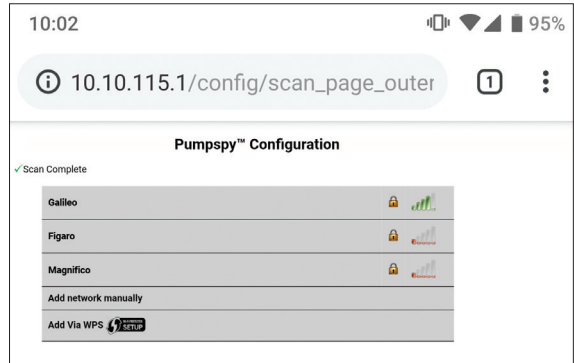 10:02 95%
10.10.115.1/config/scan_page_outer 1
Pumpspy™ Configuration
✓Scan Complete
Galileo
Figaro
Magnifico
Add network manually
Add Via WPS SETUP